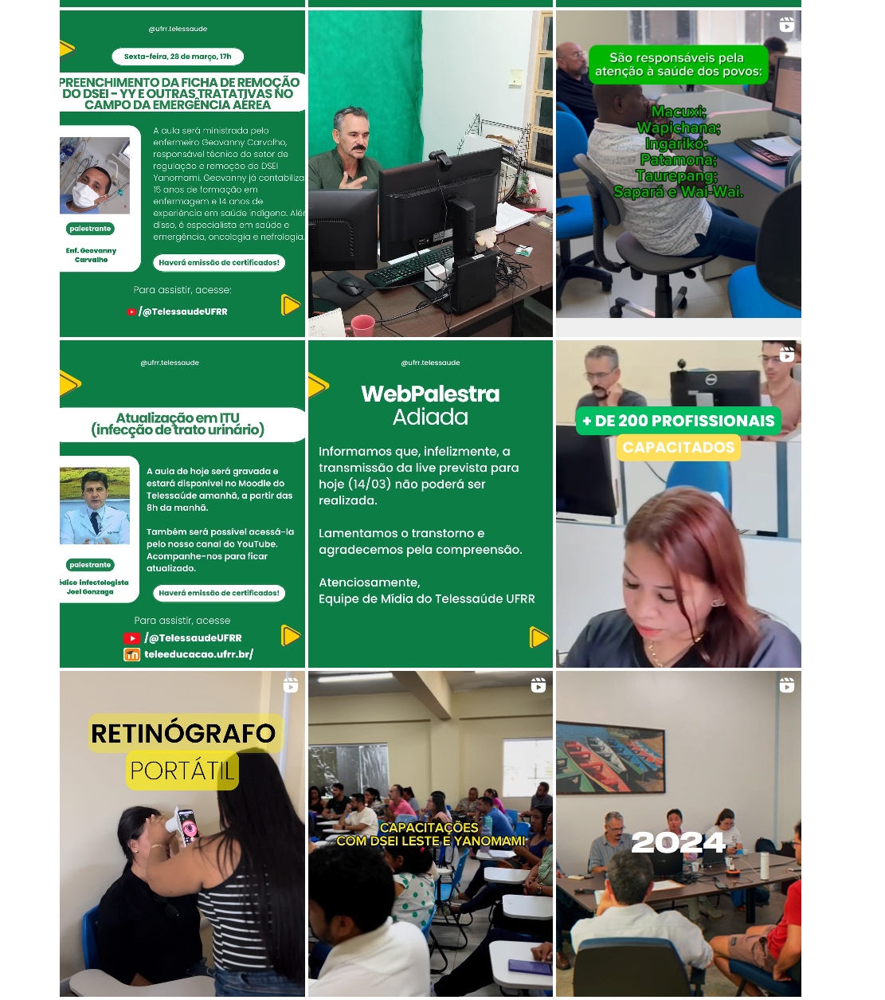 @ufrr.telessaude
Sexta-feira, 28 de março, 17h
PREENCHIMENTO DA FICHA DE REMOÇÃO
DO DSEI - YY E OUTRAS TRATATIVAS NO
CAMPO DA EMERGÊNCIA AÉREA
A aula será ministrada pelo
enfermeiro Geovanny Carvalho,
responsável técnico do setor de
regulação e remoção do DSEI
Yanomami. Geovanny já contabiliza
15 anos de formação em
enfermagem e 14 anos de
experiência em saúde indígena. Alé
disso, é especialista em saúde e
emergência, oncologia e nefrologia.
palestrante
Enf. Geovanny
Carvalho
Haverá emissão de certificados!
Para assistir, acesse:
/@TelessaudeUFRR
São responsáveis pela
atenção à saúde dos povos:
Macuxi;
Wapichana;
Ingarikó;
Patamona;
Taurepang;
Sapará e Wai-Wai.
@ufrr.telessaude
Atualização em ITU
(infecção de trato urinário)
A aula de hoje será gravada e
estará disponível no Moodle do
Telessaúde amanhã, a partir das
8h da manhã.
Também será possível acessá-la
pelo nosso canal do YouTube.
Acompanhe-nos para ficar
atualizado.
palestrante
édico infectologista
Joel Gonzaga
Haverá emissão de certificados!
Para assistir, acesse
/@TelessaudeUFRR
teleeducacao.ufrr.br/
@ufrr.telessaude
WebPalestra
Adiada
Informamos que, infelizmente, a
transmissão da live prevista para
hoje (14/03) não poderá ser
realizada.
Lamentamos o transtorno e
agradecemos pela compreensão.
Atenciosamente,
Equipe de Mídia do Telessaúde UFRR
+ DE 200 PROFISSIONAIS
CAPACITADOS
RETINÓGRAFO
PORTÁTIL
CAPACITAÇÕES
COM DSEI LESTE E YANOMAMI
2024